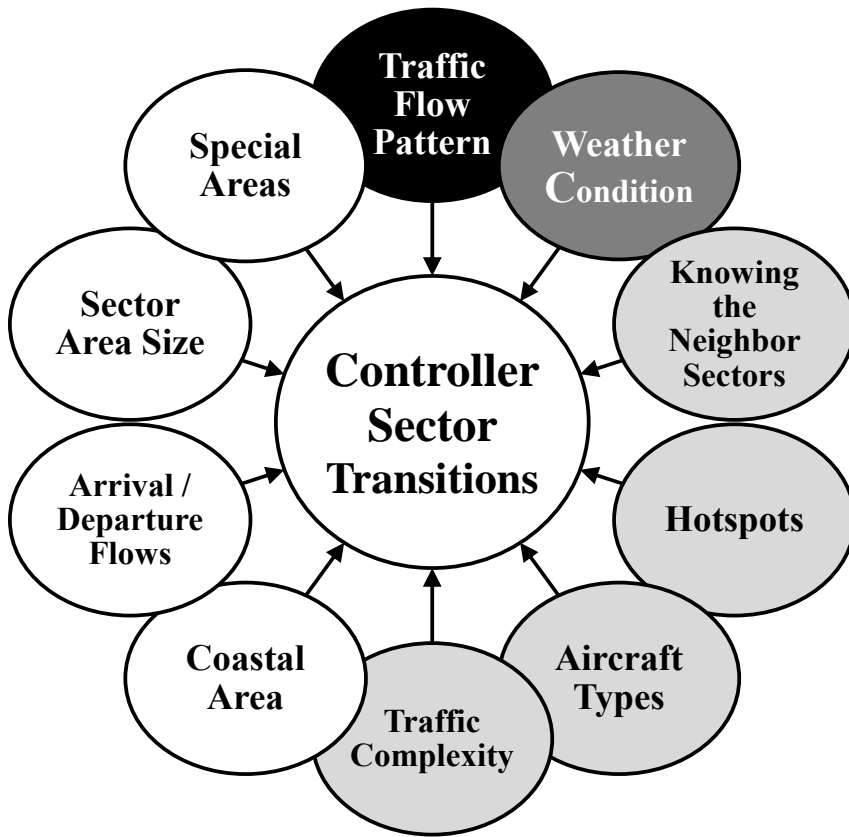 Traffic
Flow
Pattern
Weather
Condition
Knowing
the
Neighbor
Sectors
Hotspots
Aircraft
Types
Traffic
Complexity
Coastal
Area
Arrival /
Departure
Flows
Sector
Area Size
Special
Areas
Controller
Sector
Transitions